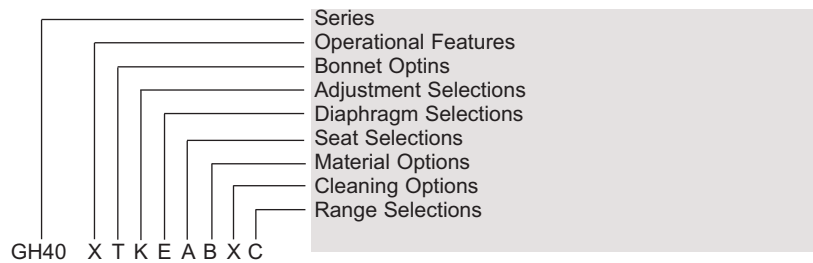 Series
Operational Features
Bonnet Optins
Adjustment Selections
Diaphragm Selections
Seat Selections
Material Options
Cleaning Options
Range Selections
GH40 X T K E A B X C